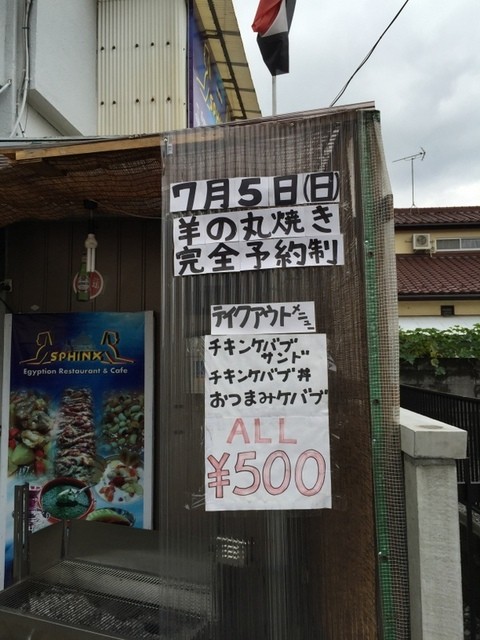 7月5日(日)
羊の丸焼き
完全予約制
テイクアウトメニュー
チキンケバブ
サンド
チキンケバブ丼
おつまみケバブ
ALL
¥500
SPHINX
Egyptian Restaurant & Cafe